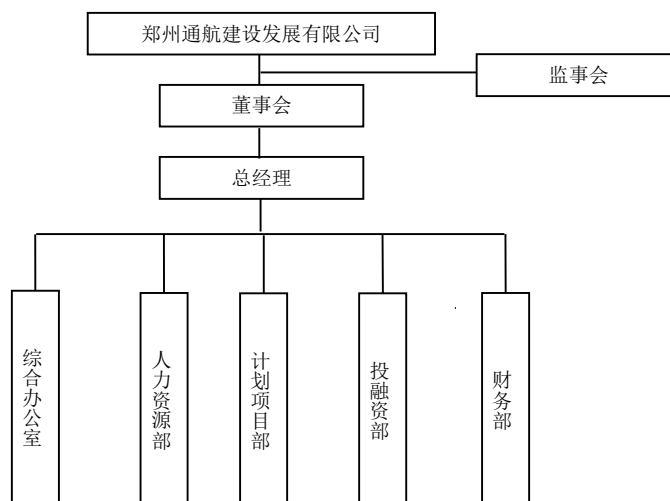 郑州通航建设发展有限公司
监事会
董事会
总经理
综合办公室
人力资源部
计划项目部
投融资部
财务部